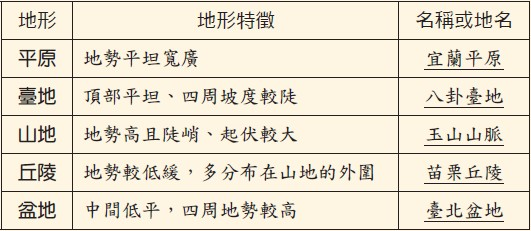 地形 地形特徵 名稱或地名
平原 地勢平坦寬廣 宜蘭平原
臺地 頂部平坦、四周坡度較陡 八卦臺地
山地 地勢高且陡峭、起伏較大 玉山山脈
丘陵 地勢較低緩，多分布在山地的外圍 苗栗丘陵
盆地 中間低平，四周地勢較高 臺北盆地